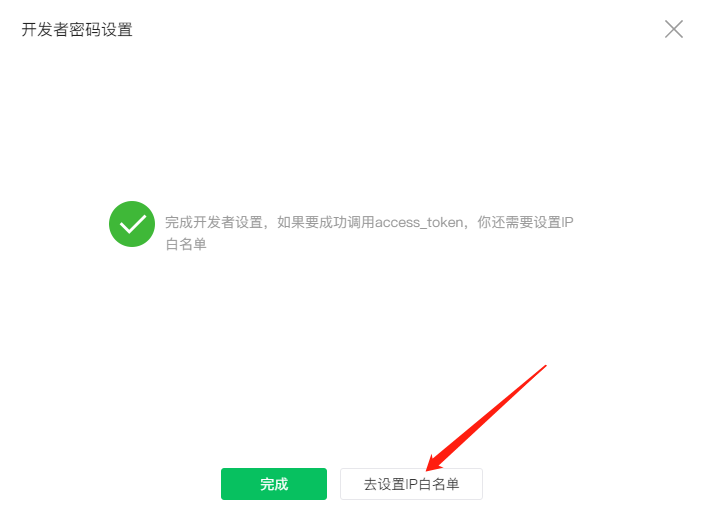 开发者密码设置
完成开发者设置，如果要成功调用access_token，你还需要设置IP
白名单
完成
去设置IP白名单